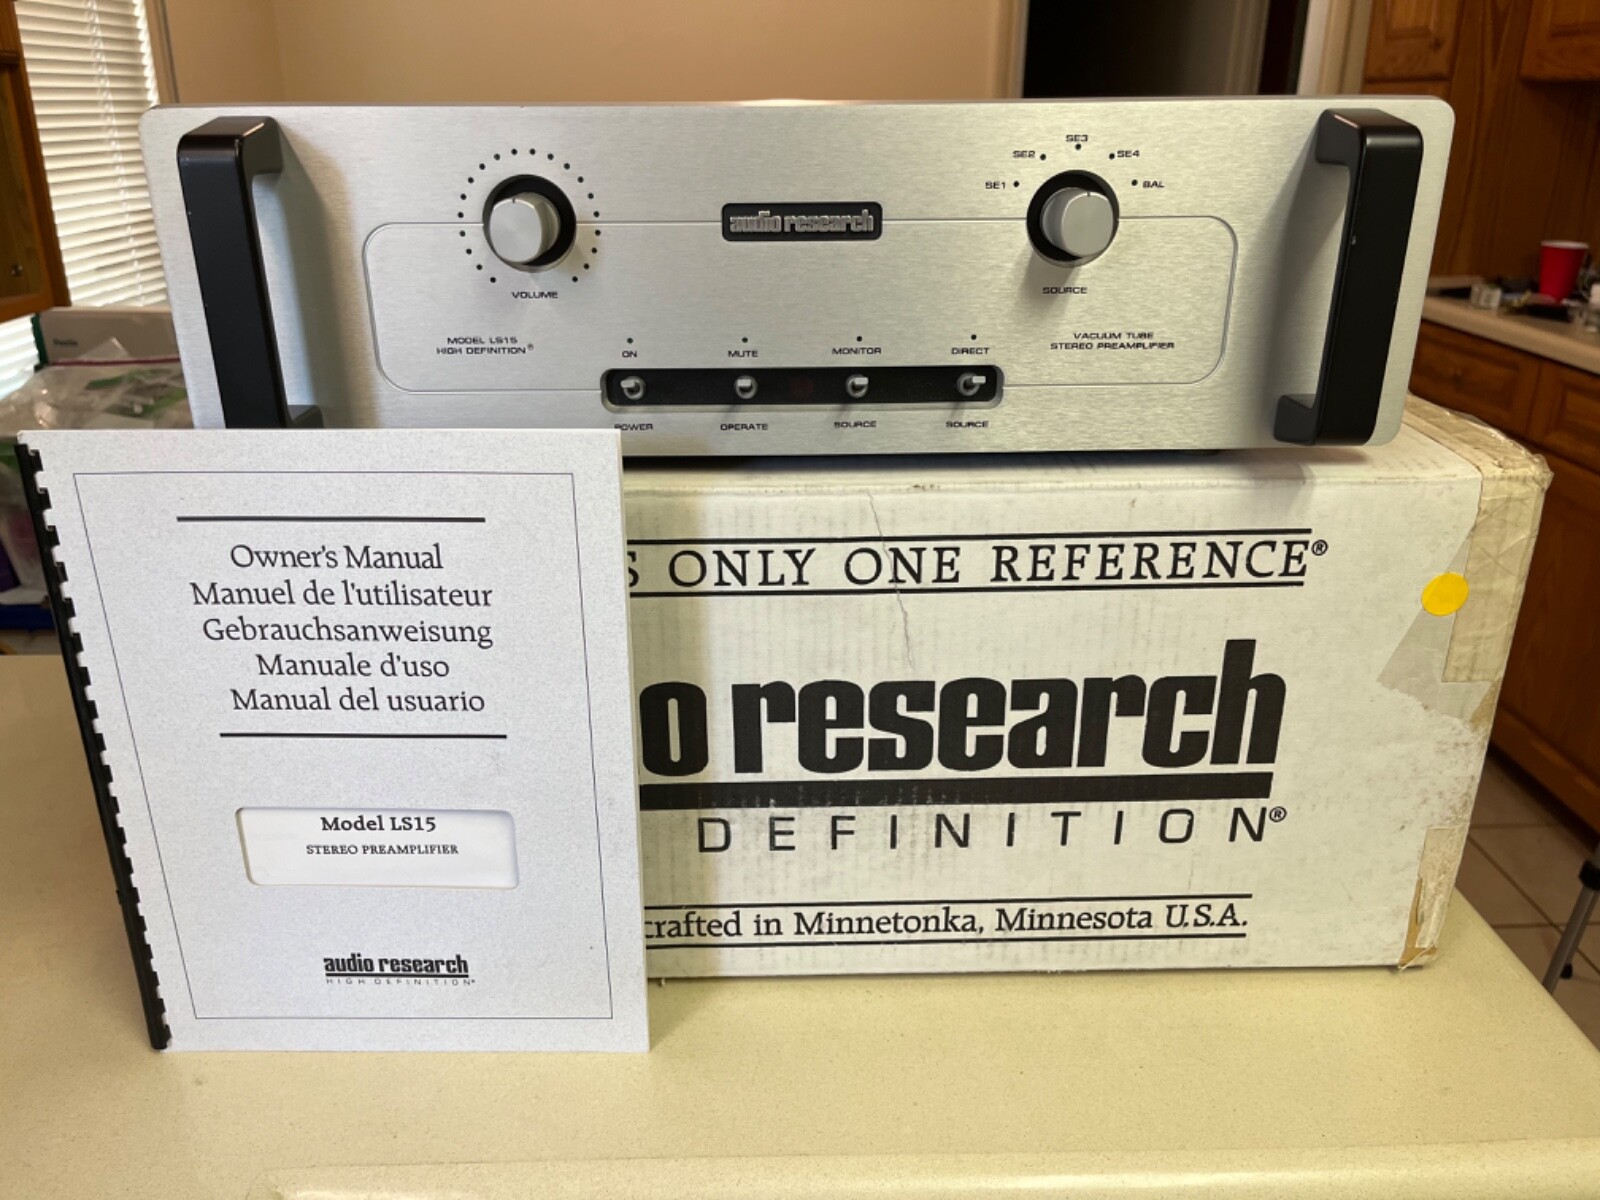 SE3
SE2 SE4
SE1 BAL
audio research
VOLUME
SOURCE
MODEL LS15
HIGH DEFINITION®
VACUUM TUBE
STEREO PREAMPLIFIER
ON MUTE MONITOR DIRECT
POWER OPERATE SOURCE SOURCE
Owner's Manual
Manuel de l'utilisateur
Gebrauchsanweisung
Manuale d'uso
Manual del usuario
Model LS15
STEREO PREAMPLIFIER
audio research
HIGH DEFINITION®
S ONLY ONE REFERENCE®
o research
DEFINITION®
crafted in Minnetonka, Minnesota U.S.A.